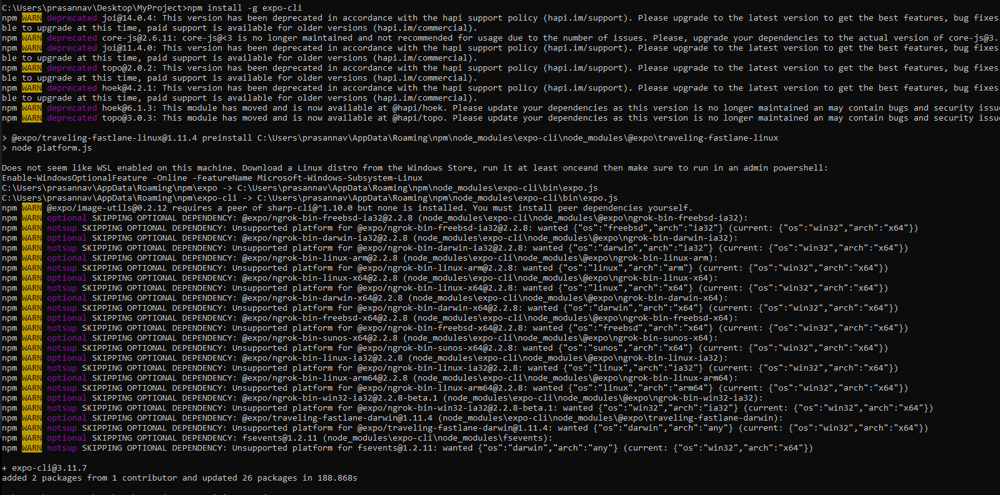 C:\Users\prasannav\Desktop\MyProject>npm install -g expo-cli
npm WARN deprecated joi@14.0.4: This version has been deprecated in accordance with the hapi support policy (hapi.im/support). Please upgrade to the latest version to get the best features, bug fixes
ble to upgrade at this time, paid support is available for older versions (hapi.im/commercial).
npm WARN deprecated core-js@2.6.11: core-js@<3 is no longer maintained and not recommended for usage due to the number of issues. Please, upgrade your dependencies to the actual version of core-js@3.
npm WARN deprecated joi@11.4.0: This version has been deprecated in accordance with the hapi support policy (hapi.im/support). Please upgrade to the latest version to get the best features, bug fixes
ble to upgrade at this time, paid support is available for older versions (hapi.im/commercial).
npm WARN deprecated topo@2.0.2: This version has been deprecated in accordance with the hapi support policy (hapi.im/support). Please upgrade to the latest version to get the best features, bug fixes
ble to upgrade at this time, paid support is available for older versions (hapi.im/commercial).
npm WARN deprecated hoek@4.2.1: This version has been deprecated in accordance with the hapi support policy (hapi.im/support). Please upgrade to the latest version to get the best features, bug fixes
ble to upgrade at this time, paid support is available for older versions (hapi.im/commercial).
npm WARN deprecated hoek@6.1.3: This module has moved and is now available at @hapi/hoek. Please update your dependencies as this version is no longer maintained an may contain bugs and security issu
npm WARN deprecated topo@3.0.3: This module has moved and is now available at @hapi/topo. Please update your dependencies as this version is no longer maintained an may contain bugs and security issu
> @expo/traveling-fastlane-linux@1.11.4 preinstall C:\Users\prasannav\AppData\Roaming\npm\node_modules\expo-cli\node_modules\@expo\traveling-fastlane-linux
> node platform.js
Does not seem like WSL enabled on this machine. Download a Linux distro from the Windows Store, run it at least onceand then make sure to run in an admin powershell:
Enable-WindowsOptionalFeature -Online -FeatureName Microsoft-Windows-Subsystem-Linux
C:\Users\prasannav\AppData\Roaming\npm\expo -> C:\Users\prasannav\AppData\Roaming\npm\node_modules\expo-cli\bin\expo.js
C:\Users\prasannav\AppData\Roaming\npm\expo-cli -> C:\Users\prasannav\AppData\Roaming\npm\node_modules\expo-cli\bin\expo.js
npm WARN @expo/image-utils@0.2.12 requires a peer of sharp-cli@^1.10.0 but none is installed. You must install peer dependencies yourself.
npm WARN optional SKIPPING OPTIONAL DEPENDENCY: @expo/ngrok-bin-freebsd-ia32@2.2.8 (node_modules\expo-cli\node_modules\@expo\ngrok-bin-freebsd-ia32):
npm WARN notsup SKIPPING OPTIONAL DEPENDENCY: Unsupported platform for @expo/ngrok-bin-freebsd-ia32@2.2.8: wanted {"os":"freebsd","arch":"ia32"} (current: {"os":"win32","arch":"x64"})
npm WARN optional SKIPPING OPTIONAL DEPENDENCY: @expo/ngrok-bin-darwin-ia32@2.2.8 (node_modules\expo-cli\node_modules\@expo\ngrok-bin-darwin-ia32):
npm WARN notsup SKIPPING OPTIONAL DEPENDENCY: Unsupported platform for @expo/ngrok-bin-darwin-ia32@2.2.8: wanted {"os":"darwin","arch":"ia32"} (current: {"os":"win32","arch":"x64"})
npm WARN optional SKIPPING OPTIONAL DEPENDENCY: @expo/ngrok-bin-linux-arm@2.2.8 (node_modules\expo-cli\node_modules\@expo\ngrok-bin-linux-arm):
npm WARN notsup SKIPPING OPTIONAL DEPENDENCY: Unsupported platform for @expo/ngrok-bin-linux-arm@2.2.8: wanted {"os":"linux","arch":"arm"} (current: {"os":"win32","arch":"x64"})
npm WARN optional SKIPPING OPTIONAL DEPENDENCY: @expo/ngrok-bin-linux-x64@2.2.8 (node_modules\expo-cli\node_modules\@expo\ngrok-bin-linux-x64):
npm WARN notsup SKIPPING OPTIONAL DEPENDENCY: Unsupported platform for @expo/ngrok-bin-linux-x64@2.2.8: wanted {"os":"linux","arch":"x64"} (current: {"os":"win32","arch":"x64"})
npm WARN optional SKIPPING OPTIONAL DEPENDENCY: @expo/ngrok-bin-darwin-x64@2.2.8 (node_modules\expo-cli\node_modules\@expo\ngrok-bin-darwin-x64):
npm WARN notsup SKIPPING OPTIONAL DEPENDENCY: Unsupported platform for @expo/ngrok-bin-darwin-x64@2.2.8: wanted {"os":"darwin","arch":"x64"} (current: {"os":"win32","arch":"x64"})
npm WARN optional SKIPPING OPTIONAL DEPENDENCY: @expo/ngrok-bin-freebsd-x64@2.2.8 (node_modules\expo-cli\node_modules\@expo\ngrok-bin-freebsd-x64):
npm WARN notsup SKIPPING OPTIONAL DEPENDENCY: Unsupported platform for @expo/ngrok-bin-freebsd-x64@2.2.8: wanted {"os":"freebsd","arch":"x64"} (current: {"os":"win32","arch":"x64"})
npm WARN optional SKIPPING OPTIONAL DEPENDENCY: @expo/ngrok-bin-sunos-x64@2.2.8 (node_modules\expo-cli\node_modules\@expo\ngrok-bin-sunos-x64):
npm WARN notsup SKIPPING OPTIONAL DEPENDENCY: Unsupported platform for @expo/ngrok-bin-sunos-x64@2.2.8: wanted {"os":"sunos","arch":"x64"} (current: {"os":"win32","arch":"x64"})
npm WARN optional SKIPPING OPTIONAL DEPENDENCY: @expo/ngrok-bin-linux-ia32@2.2.8 (node_modules\expo-cli\node_modules\@expo\ngrok-bin-linux-ia32):
npm WARN notsup SKIPPING OPTIONAL DEPENDENCY: Unsupported platform for @expo/ngrok-bin-linux-ia32@2.2.8: wanted {"os":"linux","arch":"ia32"} (current: {"os":"win32","arch":"x64"})
npm WARN optional SKIPPING OPTIONAL DEPENDENCY: @expo/ngrok-bin-linux-arm64@2.2.8 (node_modules\expo-cli\node_modules\@expo\ngrok-bin-linux-arm64):
npm WARN notsup SKIPPING OPTIONAL DEPENDENCY: Unsupported platform for @expo/ngrok-bin-linux-arm64@2.2.8: wanted {"os":"linux","arch":"arm64"} (current: {"os":"win32","arch":"x64"})
npm WARN optional SKIPPING OPTIONAL DEPENDENCY: @expo/ngrok-bin-win32-ia32@2.2.8-beta.1 (node_modules\expo-cli\node_modules\@expo\ngrok-bin-win32-ia32):
npm WARN notsup SKIPPING OPTIONAL DEPENDENCY: Unsupported platform for @expo/ngrok-bin-win32-ia32@2.2.8-beta.1: wanted {"os":"win32","arch":"ia32"} (current: {"os":"win32","arch":"x64"})
npm WARN optional SKIPPING OPTIONAL DEPENDENCY: @expo/traveling-fastlane-darwin@1.11.4 (node_modules\expo-cli\node_modules\@expo\traveling-fastlane-darwin):
npm WARN notsup SKIPPING OPTIONAL DEPENDENCY: Unsupported platform for @expo/traveling-fastlane-darwin@1.11.4: wanted {"os":"darwin","arch":"any"} (current: {"os":"win32","arch":"x64"})
npm WARN optional SKIPPING OPTIONAL DEPENDENCY: fsevents@1.2.11 (node_modules\expo-cli\node_modules\fsevents):
npm WARN notsup SKIPPING OPTIONAL DEPENDENCY: Unsupported platform for fsevents@1.2.11: wanted {"os":"darwin","arch":"any"} (current: {"os":"win32","arch":"x64"})
+ expo-cli@3.11.7
added 2 packages from 1 contributor and updated 26 packages in 188.868s